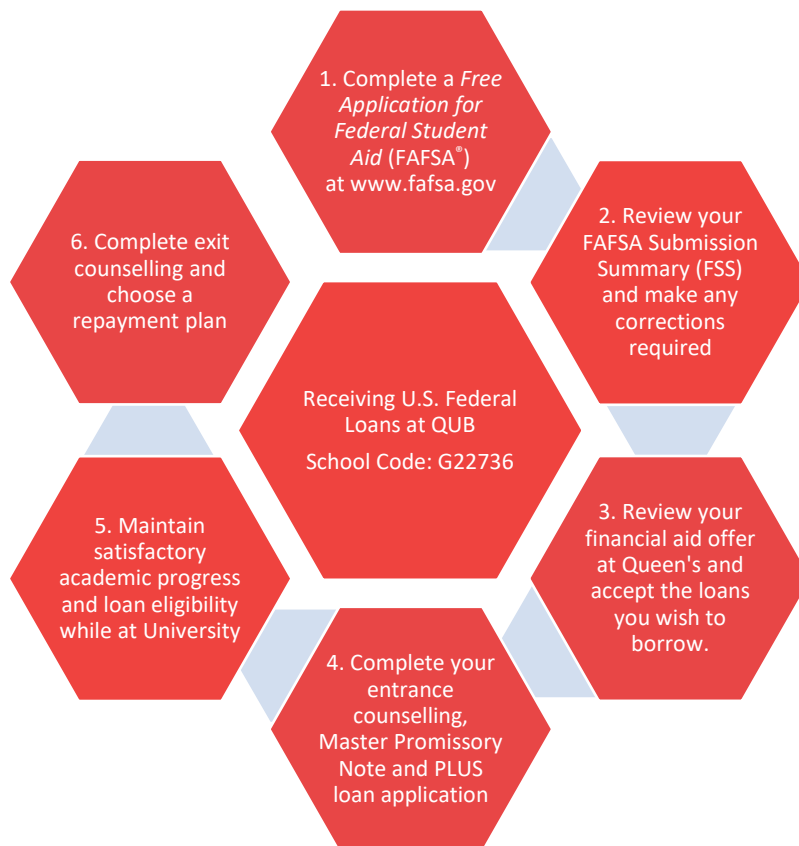 1. Complete a Free
Application for
Federal Student
Aid (FAFSA®)
at www.fafsa.gov
2. Review your
FAFSA Submission
Summary (FSS)
and make any
corrections
required
3. Review your
financial aid offer
at Queen's and
accept the loans
you wish to
borrow.
4. Complete your
entrance
counselling,
Master Promissory
Note and PLUS
loan application
5. Maintain
satisfactory
academic progress
and loan eligibility
while at University
6. Complete exit
counselling and
choose a
repayment plan
Receiving U.S. Federal
Loans at QUB
School Code: G22736